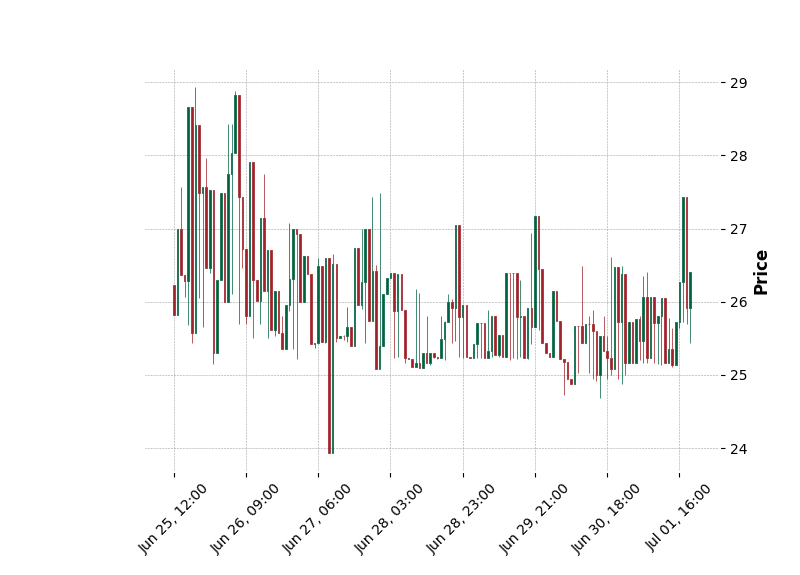 29
28
27
26
25
24
Price
Jun 25, 12:00
Jun 26, 09:00
Jun 27, 06:00
Jun 28, 03:00
Jun 28, 23:00
Jun 29, 21:00
Jun 30, 18:00
Jul 01, 16:00